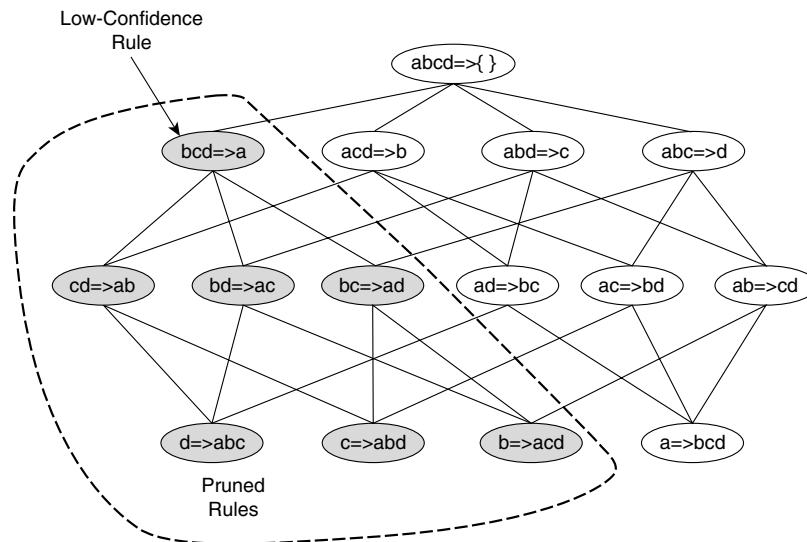 Low-Confidence
Rule
abcd=>{ }
bcd=>a
acd=>b
abd=>c
abc=>d
cd=>ab
bd=>ac
bc=>ad
ad=>bc
ac=>bd
ab=>cd
d=>abc
c=>abd
b=>acd
a=>bcd
Pruned
Rules